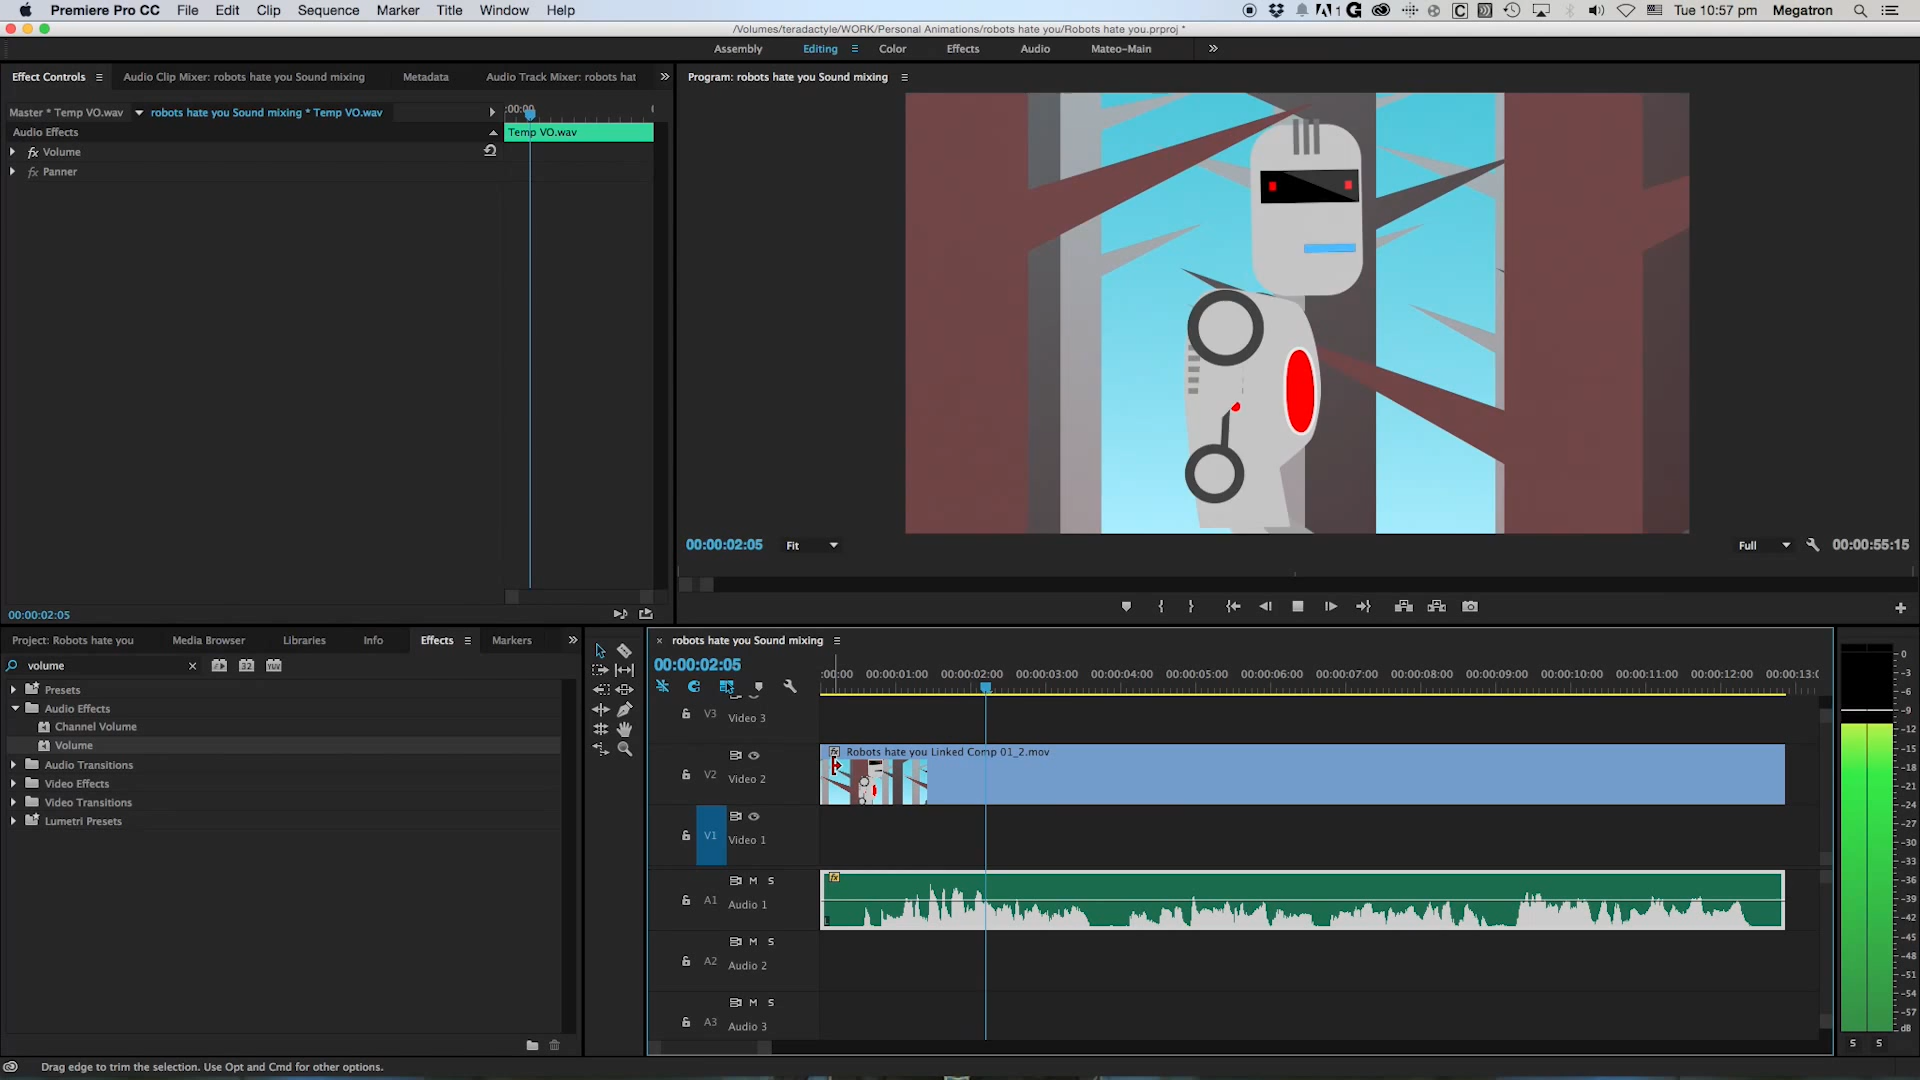 Premiere Pro CC File Edit Clip Sequence Marker Title Window Help
1 Tue 10:57 pm Megatron
/Volumes/teradactyle/WORK/Personal Animations/robots hate you/Robots hate you.prproj *
Assembly Editing Color Effects Audio Mateo-Main
Effect Controls Audio Clip Mixer: robots hate you Sound mixing Metadata Audio Track Mixer: robots hat
Program: robots hate you Sound mixing
Master * Temp VO.wav robots hate you Sound mixing * Temp VO.wav
:00:00
Audio Effects
Temp VO.wav
fx Volume
fx Panner
00:00:02:05 Fit Full 00:00:55:15
00:00:02:05
Project: Robots hate you Media Browser Libraries Info Effects Markers
volume
32 YUV
Presets
Audio Effects
Channel Volume
Volume
Audio Transitions
Video Effects
Video Transitions
Lumetri Presets
robots hate you Sound mixing
00:00:02:05
:00:00 00:00:01:00 00:00:02:00 00:00:03:00 00:00:04:00 00:00:05:00 00:00:06:00 00:00:07:00 00:00:08:00 00:00:09:00 00:00:10:00 00:00:11:00 00:00:12:00 00:00:13:0
V3 Video 3
fx Robots hate you Linked Comp 01_2.mov
V2 Video 2
V1 Video 1
M S
fx
A1 Audio 1
M S
A2 Audio 2
M S
A3 Audio 3
0
-3
-6
-9
-12
-15
-18
-21
-24
-27
-30
-33
-36
-39
-42
-45
-48
-51
-54
-57
dB
S S
Drag edge to trim the selection. Use Opt and Cmd for other options.